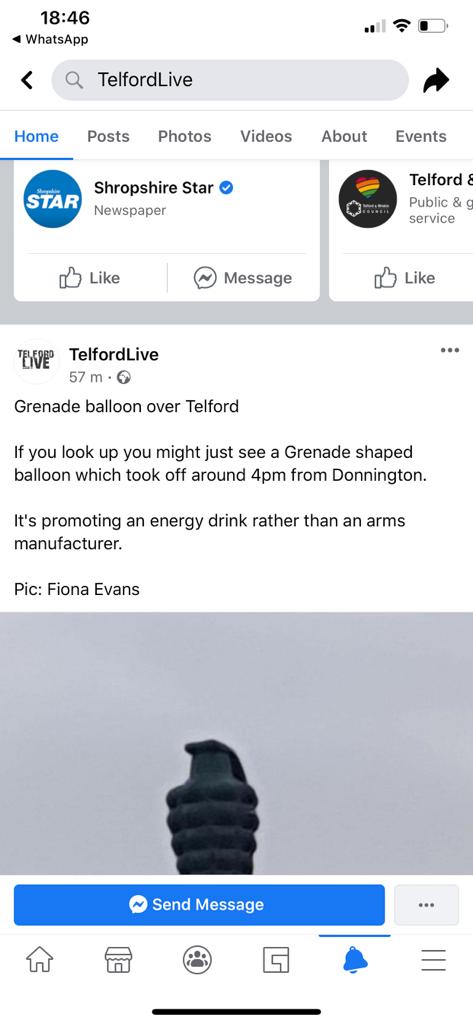 18:46
WhatsApp
TelfordLive
Home Posts Photos Videos About Events
Shropshire
STAR
Shropshire Star
Newspaper
Like Message
Telford &
Public & g
service
Like
TELFORD
LIVE
TelfordLive
57 m ·
Grenade balloon over Telford
If you look up you might just see a Grenade shaped
balloon which took off around 4pm from Donnington.
It's promoting an energy drink rather than an arms
manufacturer.
Pic: Fiona Evans
Send Message